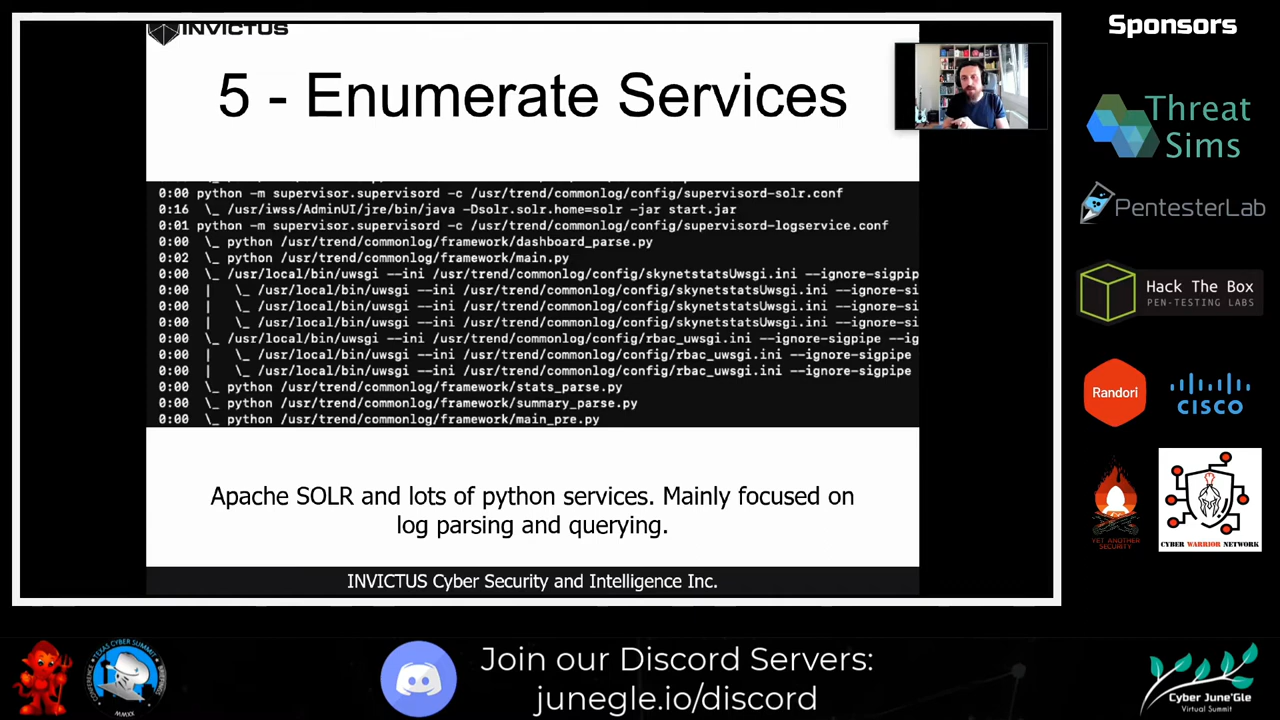 INVICTUS
5 - Enumerate Services
0:00 python -m supervisor.supervisord -c /usr/trend/commonlog/config/supervisord-solr.conf
0:16 \_ /usr/iwss/AdminUI/jre/bin/java -Dsolr.solr.home=solr -jar start.jar
0:01 python -m supervisor.supervisord -c /usr/trend/commonlog/config/supervisord-logservice.conf
0:00 \_ python /usr/trend/commonlog/framework/dashboard_parse.py
0:02 \_ python /usr/trend/commonlog/framework/main.py
0:00 \_ /usr/local/bin/uwsgi --ini /usr/trend/commonlog/config/skynetstatsUwsgi.ini --ignore-sigpip
0:00 | \_ /usr/local/bin/uwsgi --ini /usr/trend/commonlog/config/skynetstatsUwsgi.ini --ignore-si
0:00 | \_ /usr/local/bin/uwsgi --ini /usr/trend/commonlog/config/skynetstatsUwsgi.ini --ignore-si
0:00 | \_ /usr/local/bin/uwsgi --ini /usr/trend/commonlog/config/skynetstatsUwsgi.ini --ignore-si
0:00 \_ /usr/local/bin/uwsgi --ini /usr/trend/commonlog/config/rbac_uwsgi.ini --ignore-sigpipe --ig
0:00 | \_ /usr/local/bin/uwsgi --ini /usr/trend/commonlog/config/rbac_uwsgi.ini --ignore-sigpipe
0:00 | \_ /usr/local/bin/uwsgi --ini /usr/trend/commonlog/config/rbac_uwsgi.ini --ignore-sigpipe
0:00 \_ python /usr/trend/commonlog/framework/stats_parse.py
0:00 \_ python /usr/trend/commonlog/framework/summary_parse.py
0:00 \_ python /usr/trend/commonlog/framework/main_pre.py
Apache SOLR and lots of python services. Mainly focused on
log parsing and querying.
INVICTUS Cyber Security and Intelligence Inc.
Sponsors
Threat
Sims
PentesterLab
Hack The Box
PEN-TESTING LABS
Randori
CISCO
YET ANOTHER
SECURITY
CYBER WARRIOR NETWORK
TEXAS CYBER SUMMIT
CONFERENCE
BRIEFINGS
MMXX
Join our Discord Servers:
junegle.io/discord
Cyber June'Gle
Virtual Summit